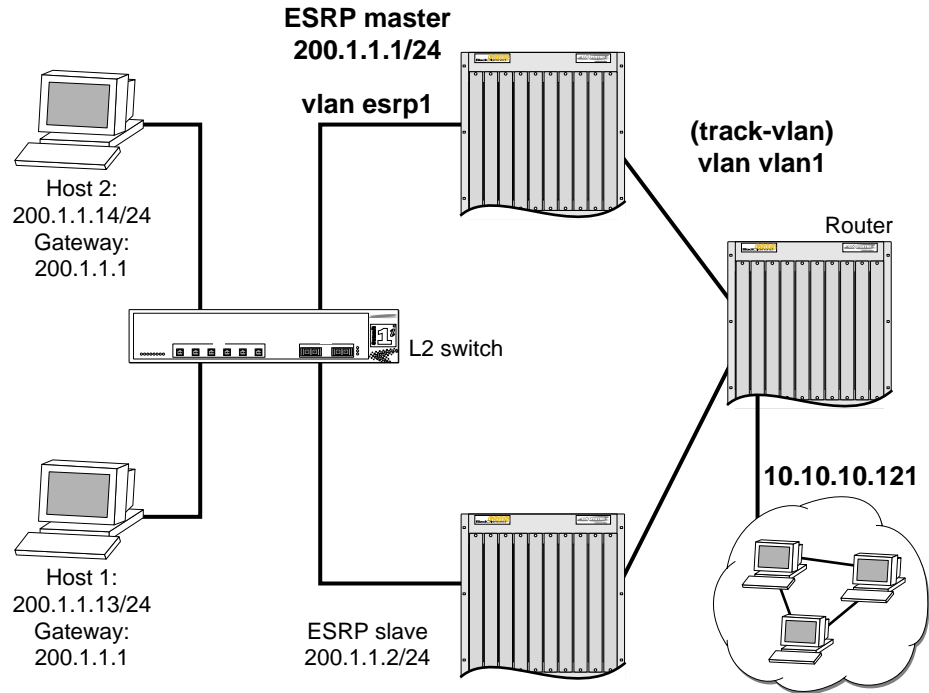 ESRP master
200.1.1.1/24
vlan esrp1
(track-vlan)
vlan vlan1
Host 2:
200.1.1.14/24
Gateway:
200.1.1.1
Router
L2 switch
10.10.10.121
Host 1:
200.1.1.13/24
Gateway:
200.1.1.1
ESRP slave
200.1.1.2/24